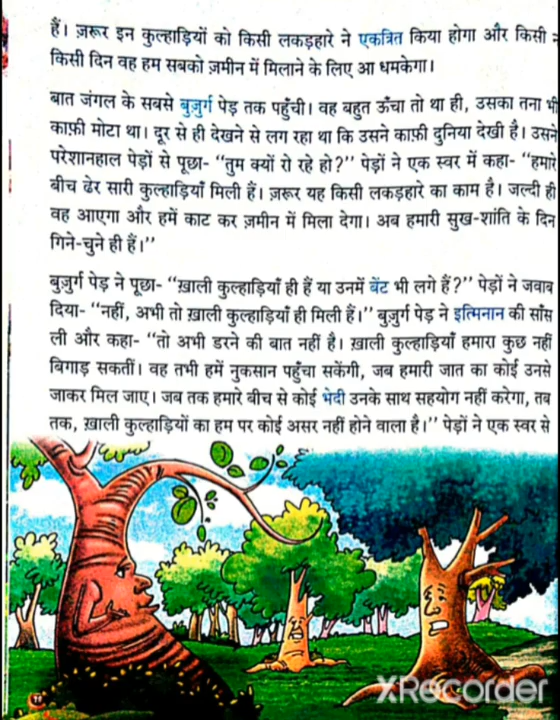 हैं। ज़रूर इन कुल्हाड़ियों को किसी लकड़हारे ने एकत्रित किया होगा और किसी
किसी दिन वह हम सबको ज़मीन में मिलाने के लिए आ धमकेगा।
बात जंगल के सबसे बुज़ुर्ग पेड़ तक पहुँची। वह बहुत ऊँचा तो था ही, उसका तना भी
काफ़ी मोटा था। दूर से ही देखने से लग रहा था कि उसने काफ़ी दुनिया देखी है। उसने
परेशानहाल पेड़ों से पूछा- “तुम क्यों रो रहे हो?” पेड़ों ने एक स्वर में कहा- “हमारे
बीच ढेर सारी कुल्हाड़ियाँ मिली हैं। ज़रूर यह किसी लकड़हारे का काम है। जल्दी ही
वह आएगा और हमें काट कर ज़मीन में मिला देगा। अब हमारी सुख-शांति के दिन
गिने-चुने ही हैं।”
बुज़ुर्ग पेड़ ने पूछा- “ख़ाली कुल्हाड़ियाँ ही हैं या उनमें बेंट भी लगे हैं?” पेड़ों ने जवाब
दिया- “नहीं, अभी तो ख़ाली कुल्हाड़ियाँ ही मिली हैं।” बुज़ुर्ग पेड़ ने इत्मिनान की साँस
ली और कहा- “तो अभी डरने की बात नहीं है। ख़ाली कुल्हाड़ियाँ हमारा कुछ नहीं
बिगाड़ सकतीं। वह तभी हमें नुकसान पहुँचा सकेंगी, जब हमारी जात का कोई उनसे
जाकर मिल जाए। जब तक हमारे बीच से कोई भेदी उनके साथ सहयोग नहीं करेगा, तब
तक, ख़ाली कुल्हाड़ियों का हम पर कोई असर नहीं होने वाला है।” पेड़ों ने एक स्वर से
XRecorder